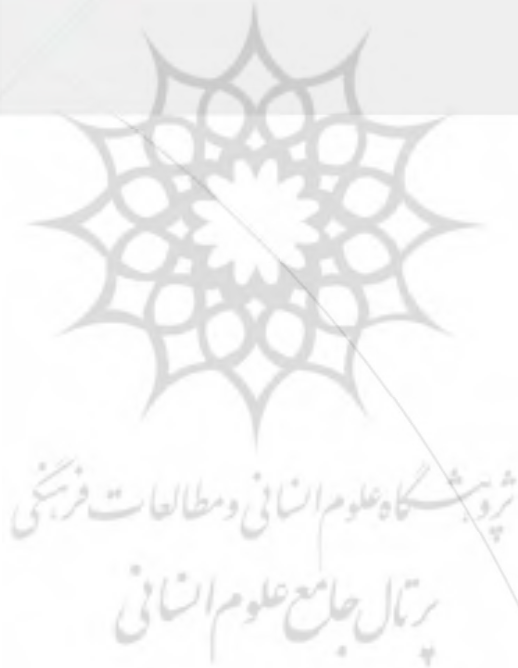 پژوهشگاه علوم انسانی و مطالعات فرهنگی
پرتال جامع علوم انسانی